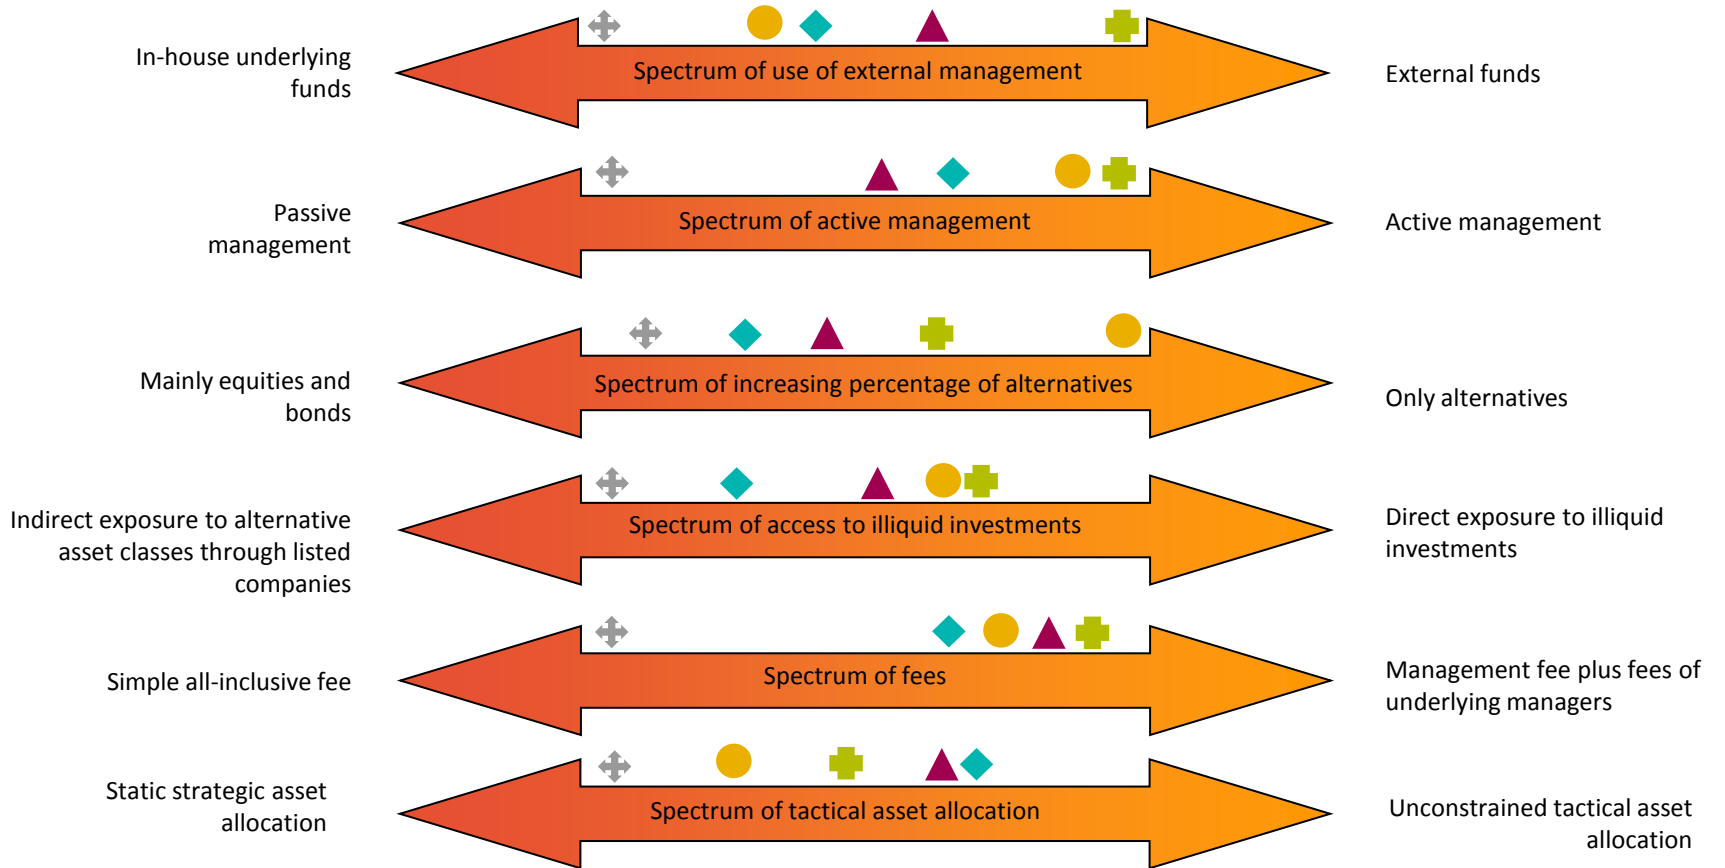 In-house underlying
funds
Spectrum of use of external management
External funds
Passive
management
Spectrum of active management
Active management
Mainly equities and
bonds
Spectrum of increasing percentage of alternatives
Only alternatives
Indirect exposure to alternative
asset classes through listed
companies
Spectrum of access to illiquid investments
Direct exposure to illiquid
investments
Simple all-inclusive fee
Spectrum of fees
Management fee plus fees of
underlying managers
Static strategic asset
allocation
Spectrum of tactical asset allocation
Unconstrained tactical asset
allocation